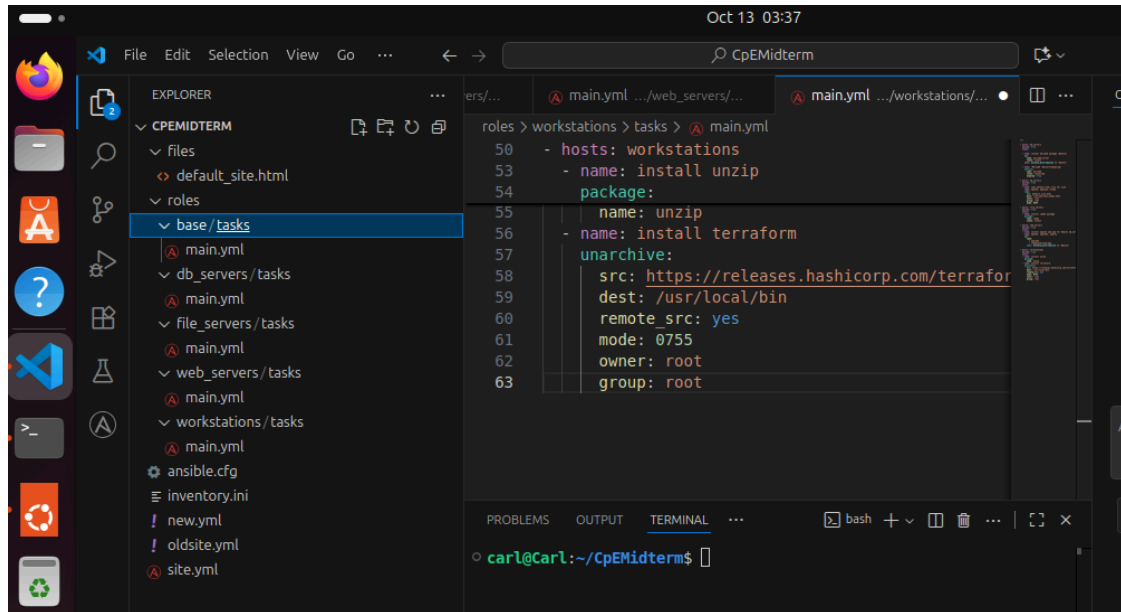 Oct 13 03:37
File Edit Selection View Go ... CpEMidterm
EXPLORER
2
CPEMIDTERM
files
default_site.html
roles
base/tasks
main.yml
db_servers/tasks
main.yml
file_servers/tasks
main.yml
web_servers/tasks
main.yml
workstations/tasks
main.yml
ansible.cfg
inventory.ini
new.yml
oldsite.yml
site.yml
ers/... main.yml .../web_servers/... main.yml .../workstations/...
roles > workstations > tasks > main.yml
50 - hosts: workstations
53 - name: install unzip
54 package:
55 name: unzip
56 - name: install terraform
57 unarchive:
58 src: https://releases.hashicorp.com/terrafor
59 dest: /usr/local/bin
60 remote_src: yes
61 mode: 0755
62 owner: root
63 group: root
PROBLEMS OUTPUT TERMINAL ... bash
carl@Carl:~/CpEMidterm$